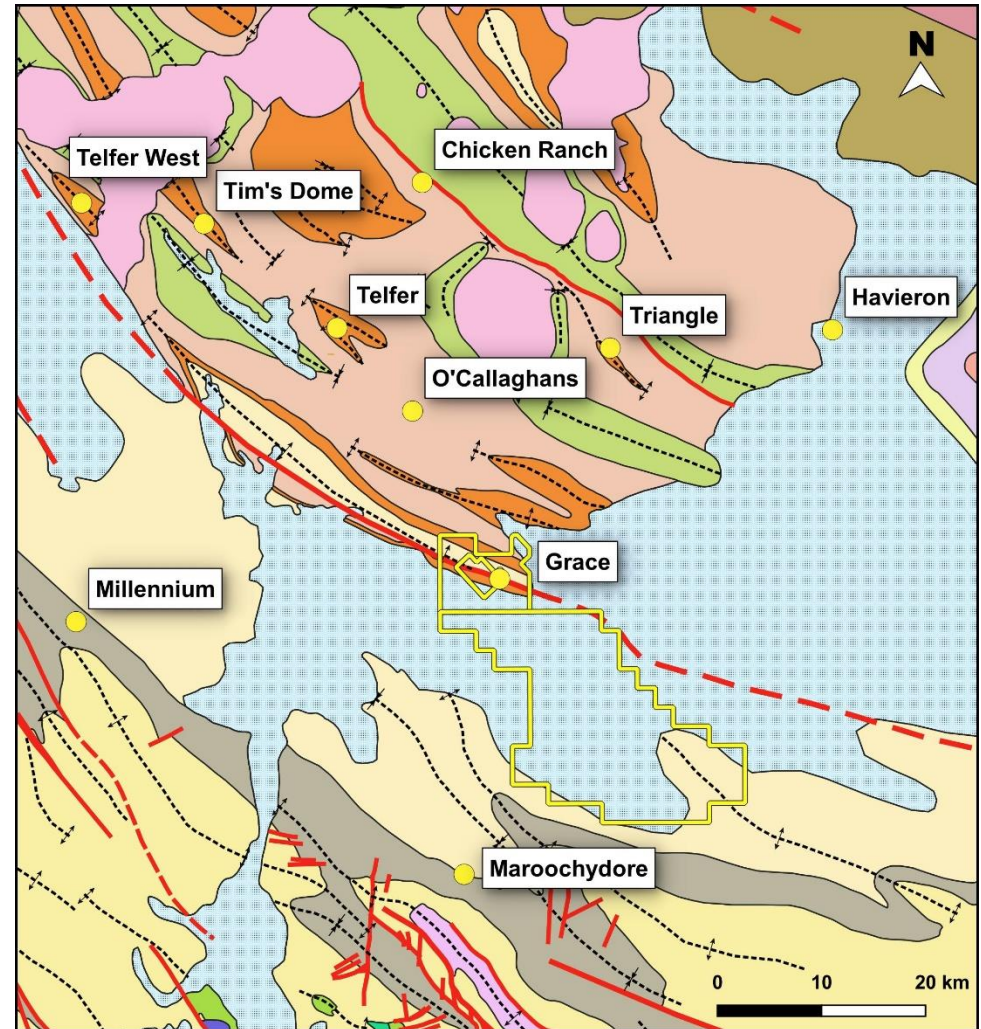 N
Chicken Ranch
Telfer West
Tim's Dome
Telfer
Havieron
Triangle
O'Callaghans
Grace
Millennium
Maroochydore
0 10 20 km